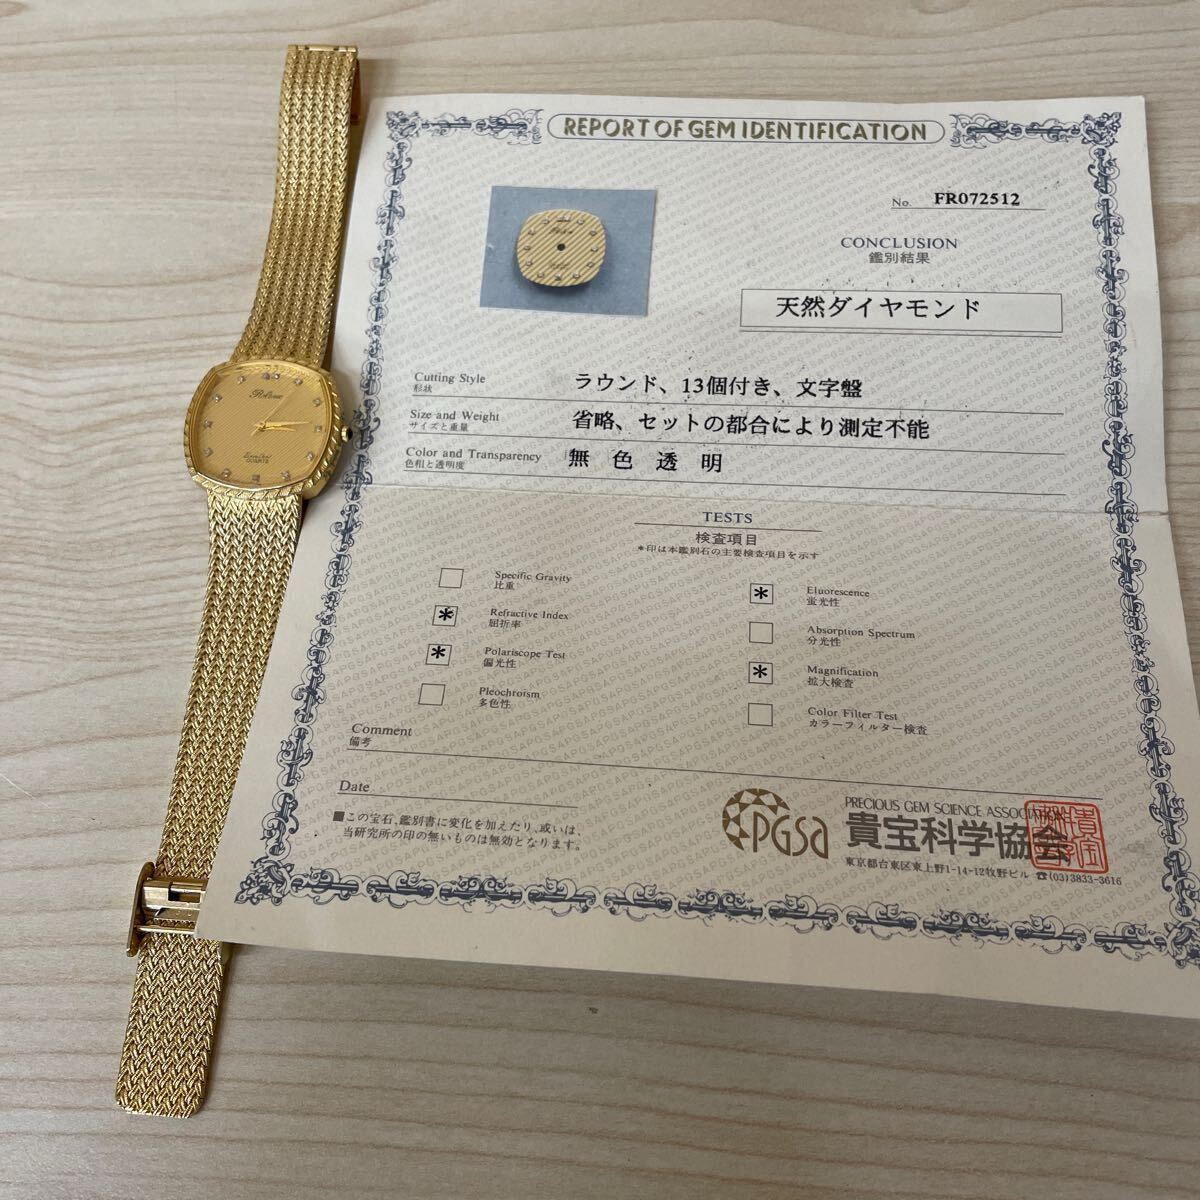 REPORT OF GEM IDENTIFICATION
No. FR072512
CONCLUSION
鑑別結果
天然ダイヤモンド
Cutting Style
形状
ラウンド、13個付き、文字盤
Size and Weight
サイズと重量
省略、セットの都合により測定不能
Color and Transparency
色相と透明度
無色透明
TESTS
検査項目
*印は本鑑別石の主要検査項目を示す
Specific Gravity
比重
* Refractive Index
屈折率
* Polariscope Test
偏光性
Pleochroism
多色性
* Eluorescence
蛍光性
Absorption Spectrum
分光性
* Magnification
拡大検査
Color Filter Test
カラーフィルター検査
Comment
備考
Date
■この宝石、鑑別書に変化を加えたり、或いは、
当研究所の印の無いものは無効となります。
PGSA
PRECIOUS GEM SCIENCE ASSOCIATION
貴宝科学協会
東京都台東区東上野1-14-12牧野ビル ☎(03)3833-3616
QUARTZ